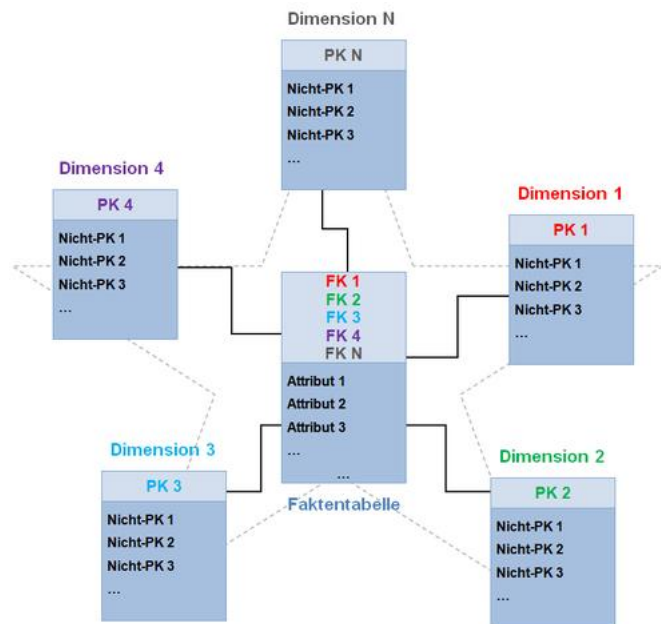 Dimension N
PK N
Nicht-PK 1
Nicht-PK 2
Nicht-PK 3
...
Dimension 4
PK 4
Nicht-PK 1
Nicht-PK 2
Nicht-PK 3
...
Dimension 1
PK 1
Nicht-PK 1
Nicht-PK 2
Nicht-PK 3
...
FK 1
FK 2
FK 3
FK 4
FK N
Attribut 1
Attribut 2
Attribut 3
...
...
Faktentabelle
Dimension 3
PK 3
Nicht-PK 1
Nicht-PK 2
Nicht-PK 3
...
Dimension 2
PK 2
Nicht-PK 1
Nicht-PK 2
Nicht-PK 3
...